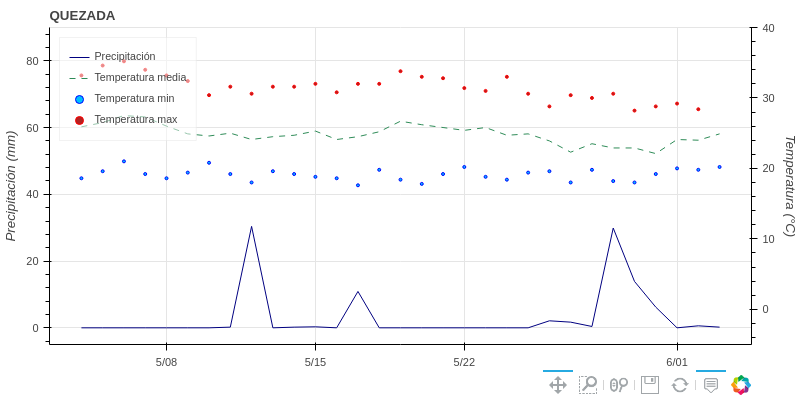 QUEZADA
Precipitación
Temperatura media
Temperatura min
Temperatura max
Precipitación (mm)
80
60
40
20
0
Temperatura (°C)
40
30
20
10
0
5/08
5/15
5/22
6/01